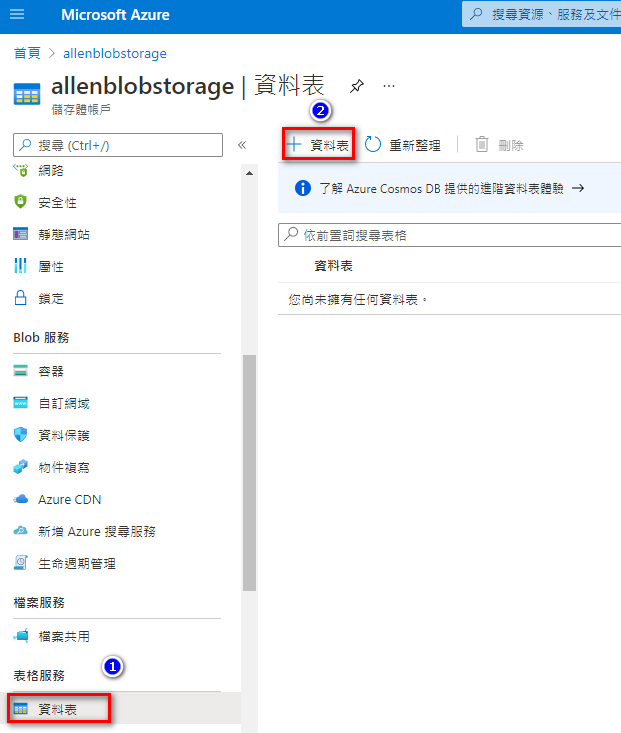 Microsoft Azure
搜尋資源、服務及文件
首頁 > allenblobstorage
allenblobstorage | 資料表 ...
儲存體帳戶
搜尋 (Ctrl+/) «
2
+ 資料表 重新整理 刪除
了解 Azure Cosmos DB 提供的進階資料表體驗 →
依前置詞搜尋表格
資料表
您尚未擁有任何資料表。
網路
安全性
靜態網站
屬性
鎖定
Blob 服務
容器
自訂網域
資料保護
物件複寫
Azure CDN
新增 Azure 搜尋服務
生命週期管理
檔案服務
檔案共用
表格服務
1
資料表